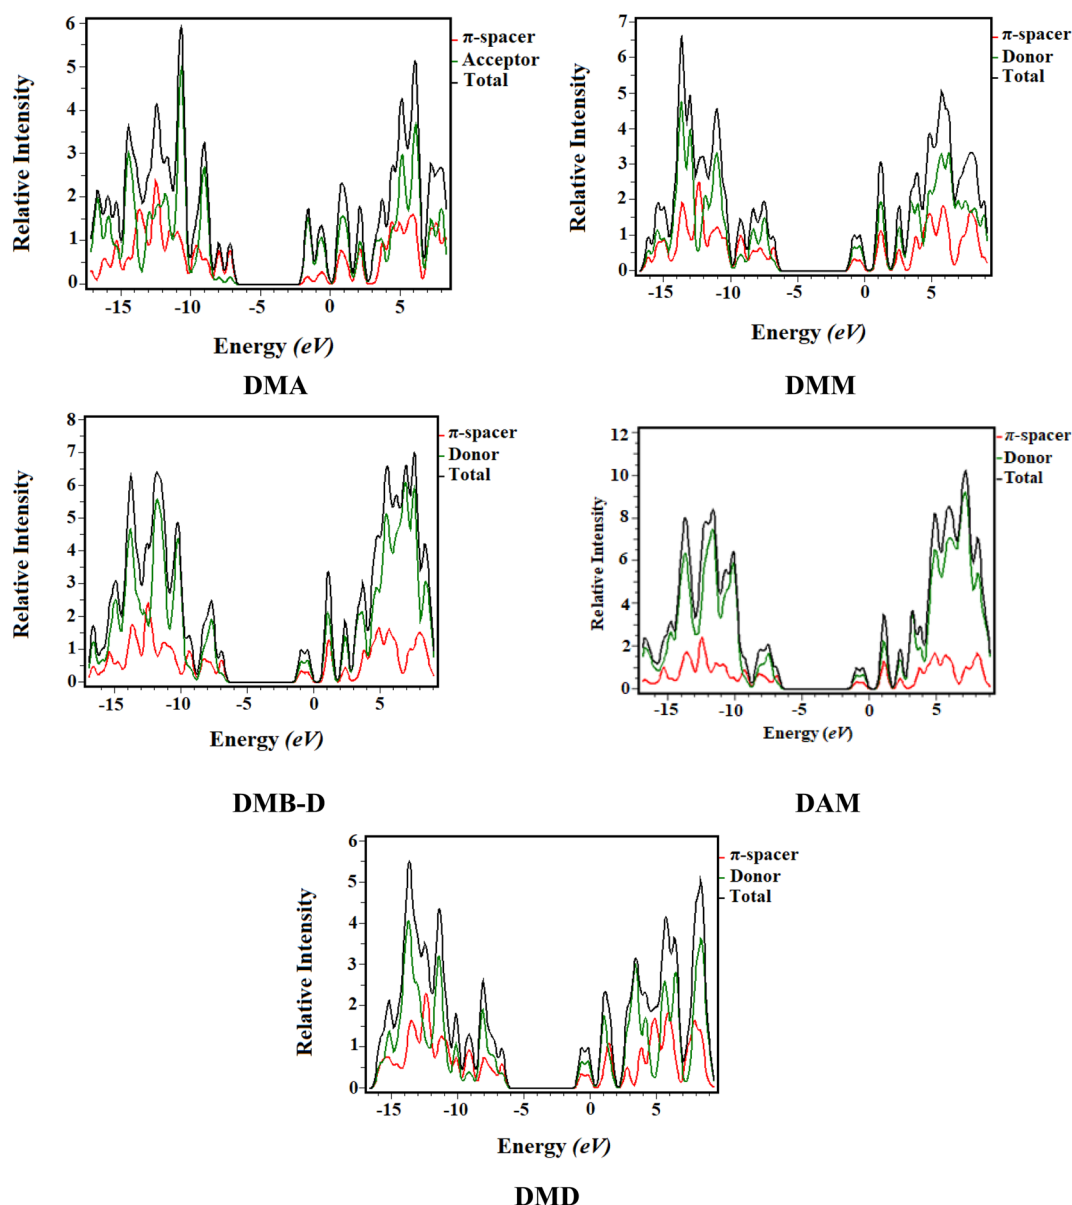 6
5
4
3
2
1
0
Relative Intensity
-15
-10
-5
0
5
Energy (eV)
π-spacer
Acceptor
Total
DMA
7
6
5
4
3
2
1
0
Relative Intensity
-15
-10
-5
0
5
Energy (eV)
π-spacer
Donor
Total
DMM
8
7
6
5
4
3
2
1
0
Relative Intensity
-15
-10
-5
0
5
Energy (eV)
π-spacer
Donor
Total
DMB-D
12
10
8
6
4
2
0
Relative Intensity
-15
-10
-5
0
5
Energy (eV)
π-spacer
Donor
Total
DAM
6
5
4
3
2
1
0
Relative Intensity
-15
-10
-5
0
5
Energy (eV)
π-spacer
Donor
Total
DMD